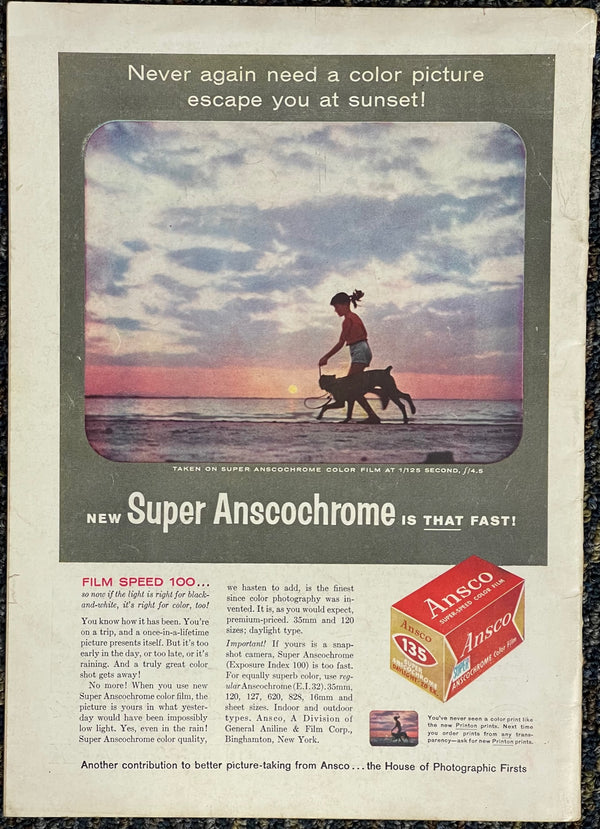 Never again need a color picture
escape you at sunset!
TAKEN ON SUPER ANSCOCHROME COLOR FILM AT 1/125 SECOND, f/4.5
NEW Super Anscochrome IS THAT FAST!
FILM SPEED 100...
so now if the light is right for black-
and-white, it's right for color, too!
You know how it has been. You're
on a trip, and a once-in-a-lifetime
picture presents itself. But it's too
early in the day, or too late, or it's
raining. And a truly great color
shot gets away!
No more! When you use new
Super Anscochrome color film, the
picture is yours in what yester-
day would have been impossibly
low light. Yes, even in the rain!
Super Anscochrome color quality,
we hasten to add, is the finest
since color photography was in-
vented. It is, as you would expect,
premium-priced. 35mm and 120
sizes; daylight type.
Important! If yours is a snap-
shot camera, Super Anscochrome
(Exposure Index 100) is too fast.
For equally superb color, use reg-
ular Anscochrome (E.I. 32). 35mm,
120, 127, 620, 828, 16mm and
sheet sizes. Indoor and outdoor
types. Ansco, A Division of
General Aniline & Film Corp.,
Binghamton, New York.
Ansco
SUPER-SPEED COLOR FILM
Ansco
135
SUPER
ANSCOCHROME
Ansco
SUPER
ANSCOCHROME Color Film
You've never seen a color print like
the new Printon prints. Next time
you order prints from any trans-
parency—ask for new Printon prints.
Another contribution to better picture-taking from Ansco...the House of Photographic Firsts